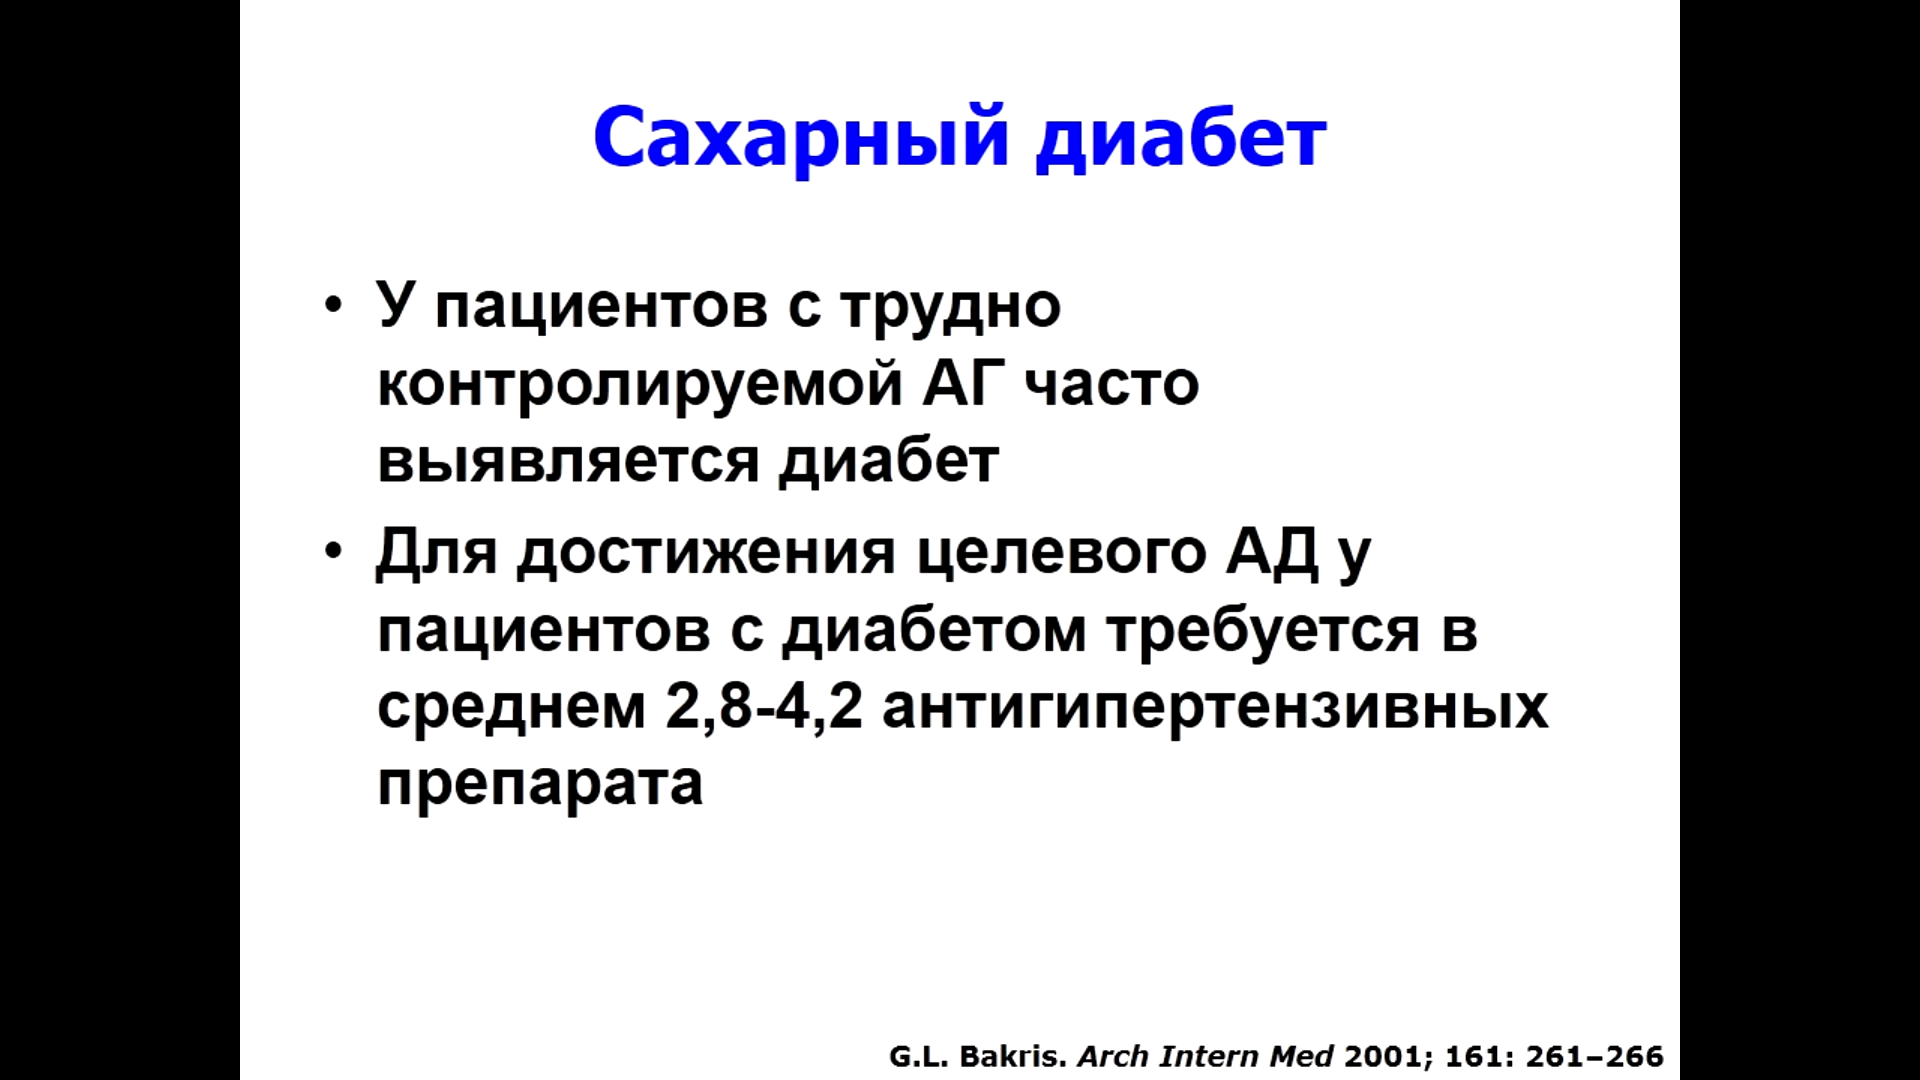 Сахарный диабет
• У пациентов с трудно
контролируемой АГ часто
выявляется диабет
• Для достижения целевого АД у
пациентов с диабетом требуется в
среднем 2,8-4,2 антигипертензивных
препарата
G.L. Bakris. Arch Intern Med 2001; 161: 261–266